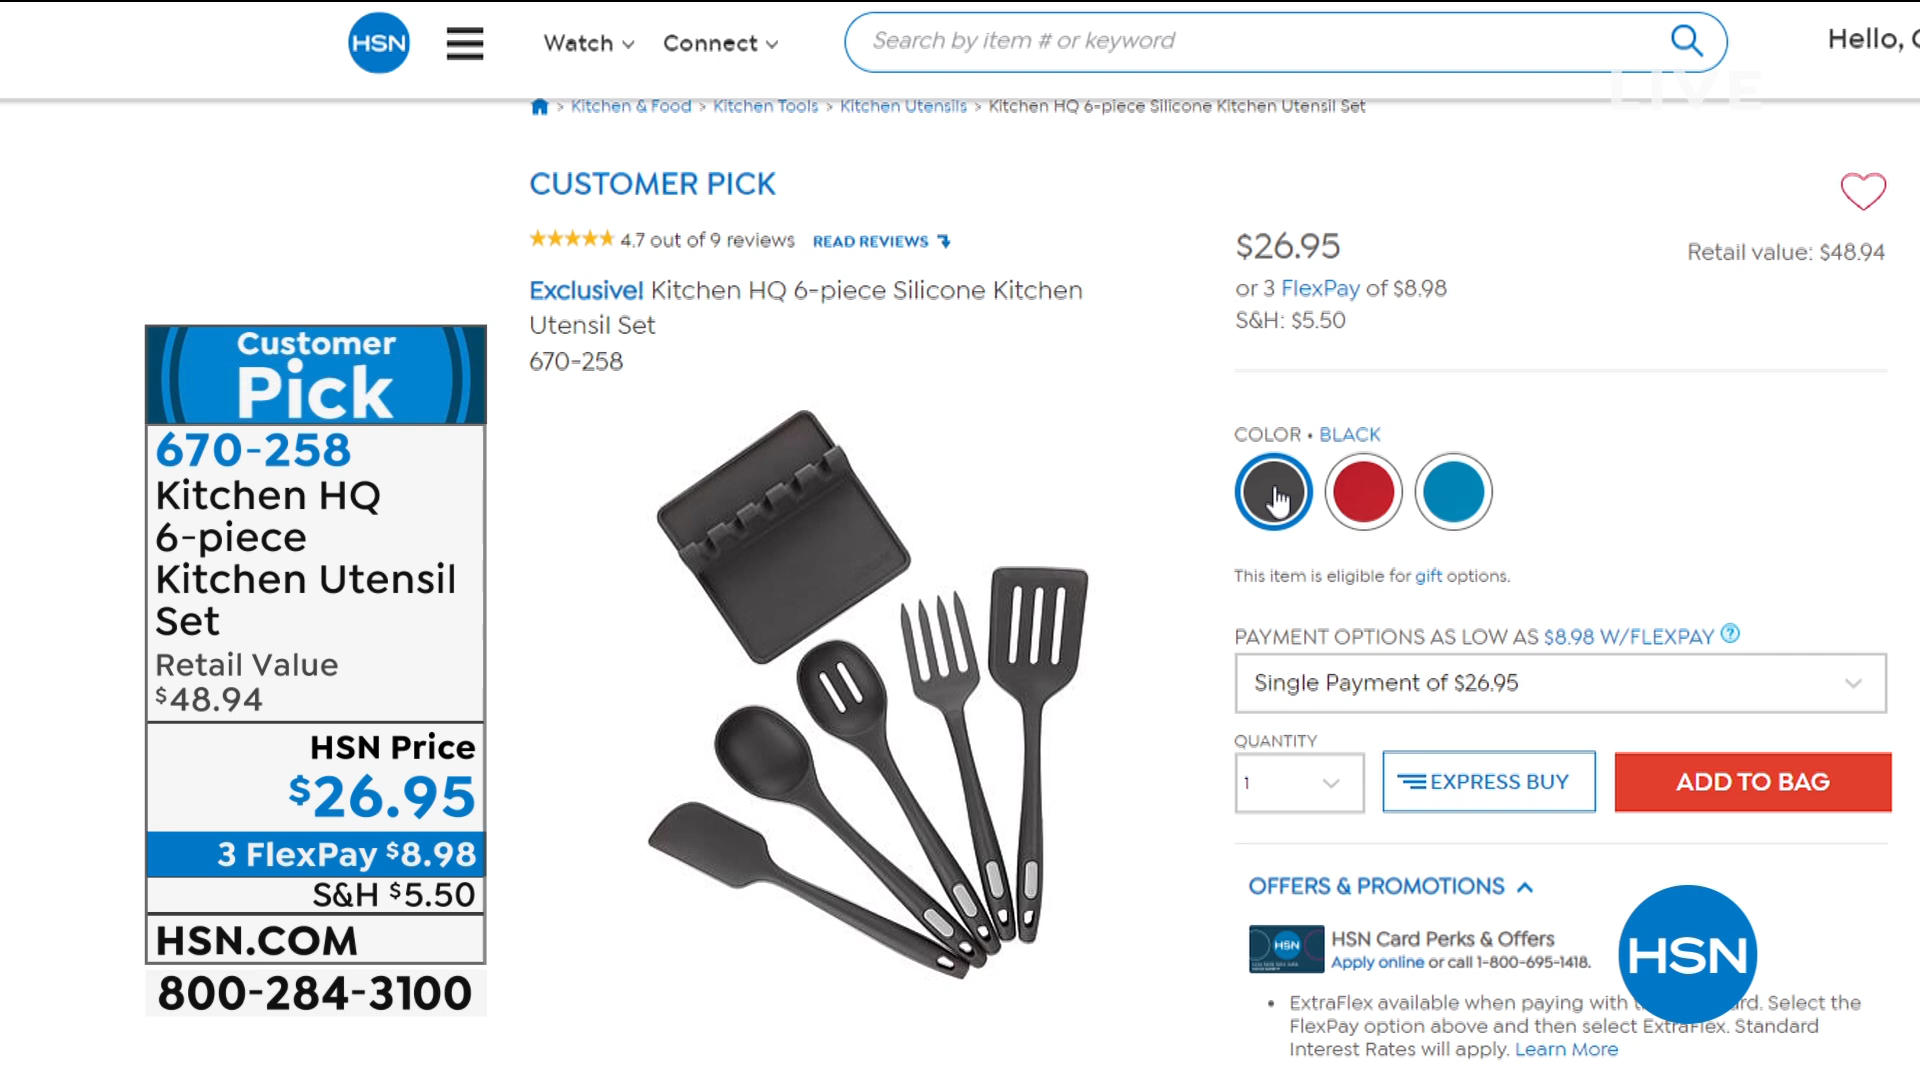 HSN
Watch
Connect
Search by item # or keyword
Hello,
LIVE
> Kitchen & Food > Kitchen Tools > Kitchen Utensils > Kitchen HQ 6-piece Silicone Kitchen Utensil Set
CUSTOMER PICK
4.7 out of 9 reviews READ REVIEWS
Exclusive! Kitchen HQ 6-piece Silicone Kitchen
Utensil Set
670-258
$26.95
Retail value: $48.94
or 3 FlexPay of $8.98
S&H: $5.50
COLOR • BLACK
This item is eligible for gift options.
PAYMENT OPTIONS AS LOW AS $8.98 W/FLEXPAY ?
Single Payment of $26.95
QUANTITY
1
EXPRESS BUY
ADD TO BAG
OFFERS & PROMOTIONS
HSN
HSN Card Perks & Offers
Apply online or call 1-800-695-1418.
• ExtraFlex available when paying with Select the
FlexPay option above and then select ExtraFlex. Standard
Interest Rates will apply. Learn More
HSN
Customer
Pick
670-258
Kitchen HQ
6-piece
Kitchen Utensil
Set
Retail Value
$48.94
HSN Price
$26.95
3 FlexPay $8.98
S&H $5.50
HSN.COM
800-284-3100